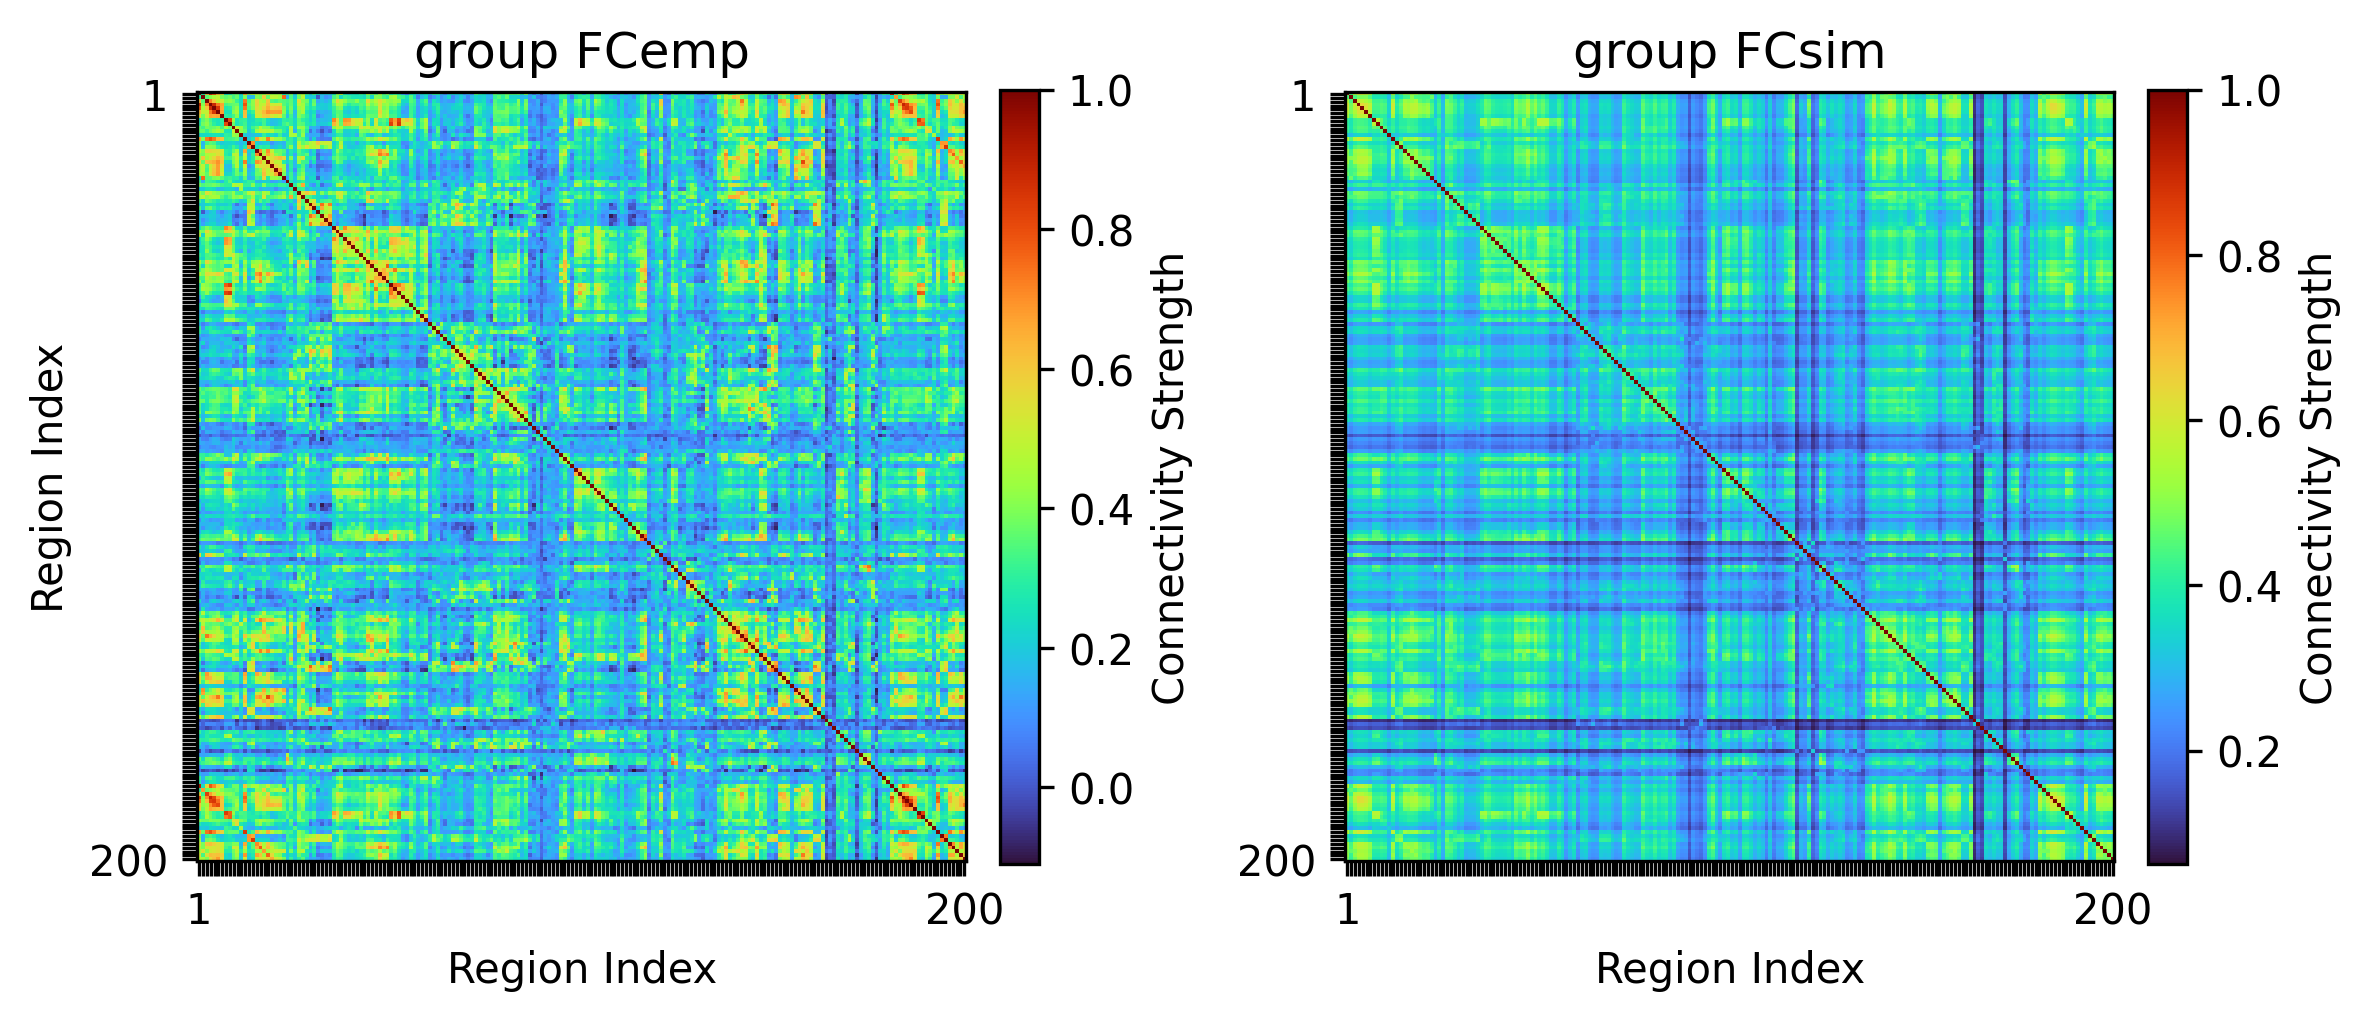 group FCemp
1
200
1
200
Region Index
Region Index
1.0
0.8
0.6
0.4
0.2
0.0
Connectivity Strength
group FCsim
1
200
1
200
Region Index
1.0
0.8
0.6
0.4
0.2
Connectivity Strength